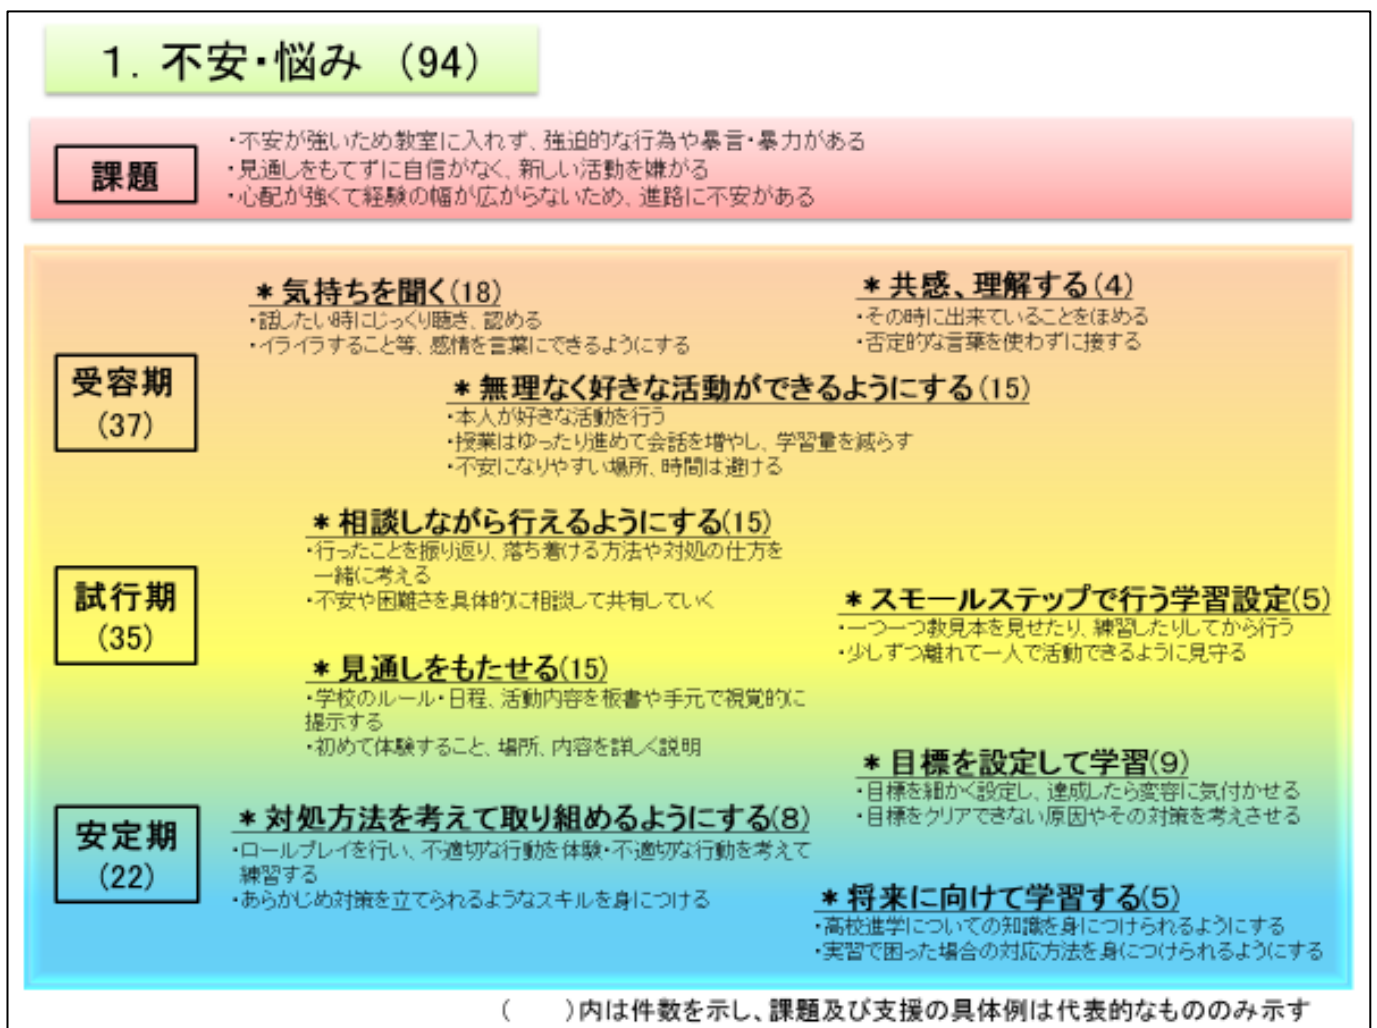 １．不安・悩み （94）
課題
・不安が強いため教室に入れず、強迫的な行為や暴言・暴力がある
・見通しをもてずに自信がなく、新しい活動を嫌がる
・心配が強くて経験の幅が広がらないため、進路に不安がある
受容期
(37)
＊気持ちを聞く(18)
・話したい時にじっくり聴き、認める
・イライラすること等、感情を言葉にできるようにする
＊共感、理解する(4)
・その時に出来ていることをほめる
・否定的な言葉を使わずに接する
＊無理なく好きな活動ができるようにする(15)
・本人が好きな活動を行う
・授業はゆったり進めて会話を増やし、学習量を減らす
・不安になりやすい場所、時間は避ける
試行期
(35)
＊相談しながら行えるようにする(15)
・行ったことを振り返り、落ち着ける方法や対処の仕方を
一緒に考える
・不安や困難さを具体的に相談して共有していく
＊スモールステップで行う学習設定(5)
・一つ一つ教見本を見せたり、練習したりしてから行う
・少しずつ離れて一人で活動できるように見守る
＊見通しをもたせる(15)
・学校のルール・日程、活動内容を板書や手元で視覚的に
提示する
・初めて体験すること、場所、内容を詳しく説明
安定期
(22)
＊目標を設定して学習(9)
・目標を細かく設定し、達成したら変容に気付かせる
・目標をクリアできない原因やその対策を考えさせる
＊対処方法を考えて取り組めるようにする(8)
・ロールプレイを行い、不適切な行動を体験・不適切な行動を考えて
練習する
・あらかじめ対策を立てられるようなスキルを身につける
＊将来に向けて学習する(5)
・高校進学についての知識を身につけられるようにする
・実習で困った場合の対応方法を身につけられるようにする
（　　）内は件数を示し、課題及び支援の具体例は代表的なもののみ示す